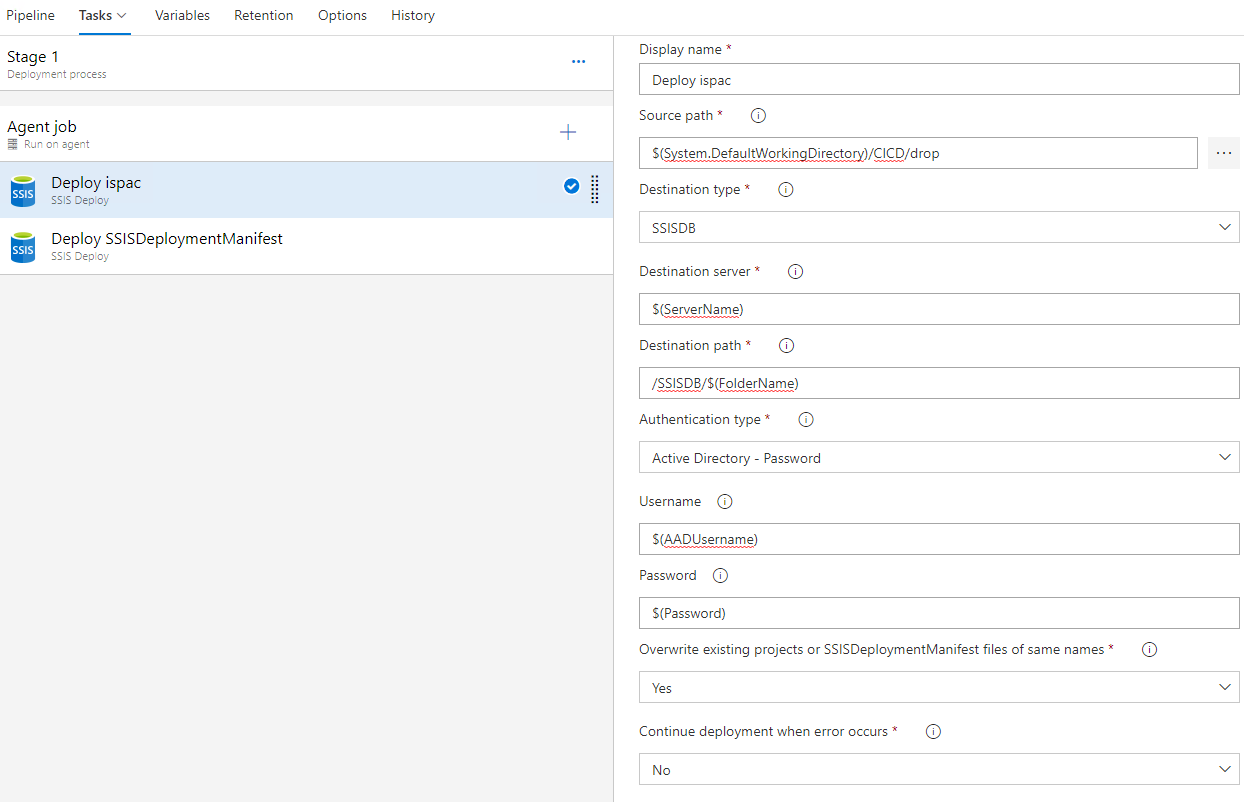 Pipeline Tasks Variables Retention Options History
Stage 1
Deployment process
Agent job
Run on agent
SSIS
Deploy ispac
SSIS Deploy
SSIS
Deploy SSISDeploymentManifest
SSIS Deploy
Display name *
Deploy ispac
Source path *
$(System.DefaultWorkingDirectory)/CICD/drop
Destination type *
SSISDB
Destination server *
$(ServerName)
Destination path *
/SSISDB/$(FolderName)
Authentication type *
Active Directory - Password
Username
$(AADUsername)
Password
$(Password)
Overwrite existing projects or SSISDeploymentManifest files of same names *
Yes
Continue deployment when error occurs *
No